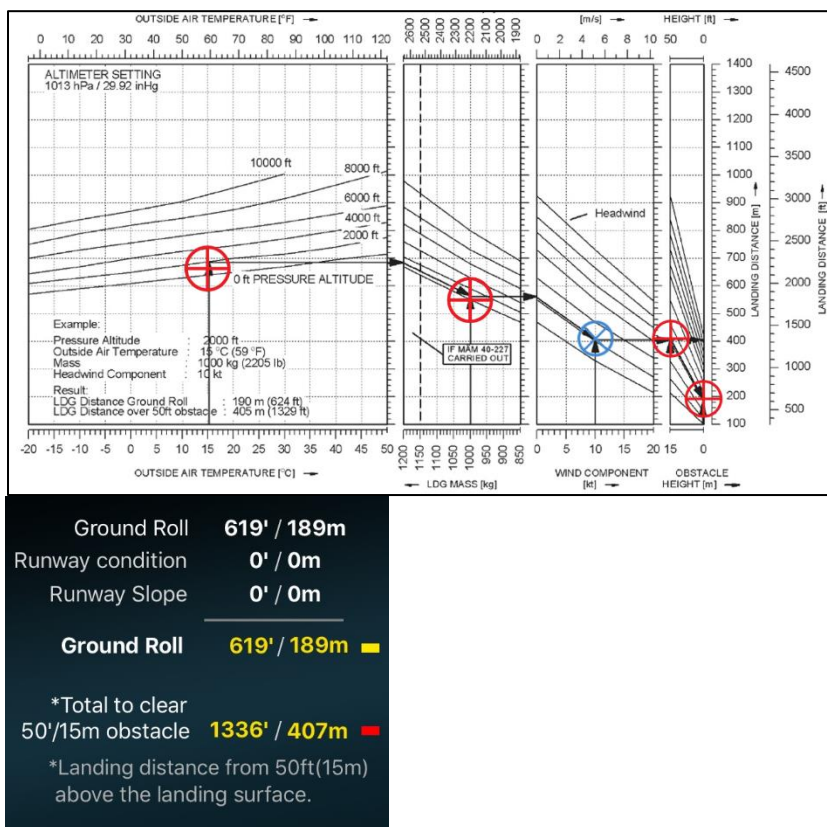 OUTSIDE AIR TEMPERATURE [°F]
[m/s]
HEIGHT [ft]
0 10 20 30 40 50 60 70 80 90 100 110 120
2600 2500 2400 2300 2200 2100 2000 1900
0 2 4 6 8 10
50 0
ALTIMETER SETTING
1013 hPa / 29.92 inHg
10000 ft
8000 ft
6000 ft
4000 ft
2000 ft
0 ft PRESSURE ALTITUDE
Headwind
IF MAM 40-227
CARRIED OUT
Example:
Pressure Altitude : 2000 ft
Outside Air Temperature : 15 °C (59 °F)
Mass : 1000 kg (2205 lb)
Headwind Component : 10 kt
Result:
LDG Distance Ground Roll : 190 m (624 ft)
LDG Distance over 50ft obstacle : 405 m (1329 ft)
1400
1300
1200
1100
1000
900
800
700
600
500
400
300
200
100
LANDING DISTANCE [m]
4500
4000
3500
3000
2500
2000
1500
1000
500
LANDING DISTANCE [ft]
-20 -15 -10 -5 0 5 10 15 20 25 30 35 40 45 50
1200 1150 1100 1050 1000 950 900 850
0 5 10 15 20
15 0
OUTSIDE AIR TEMPERATURE [°C]
LDG MASS [kg]
WIND COMPONENT
[kt]
OBSTACLE
HEIGHT [m]
Ground Roll 619' / 189m
Runway condition 0' / 0m
Runway Slope 0' / 0m
Ground Roll 619' / 189m
*Total to clear
50'/15m obstacle 1336' / 407m
*Landing distance from 50ft(15m)
above the landing surface.